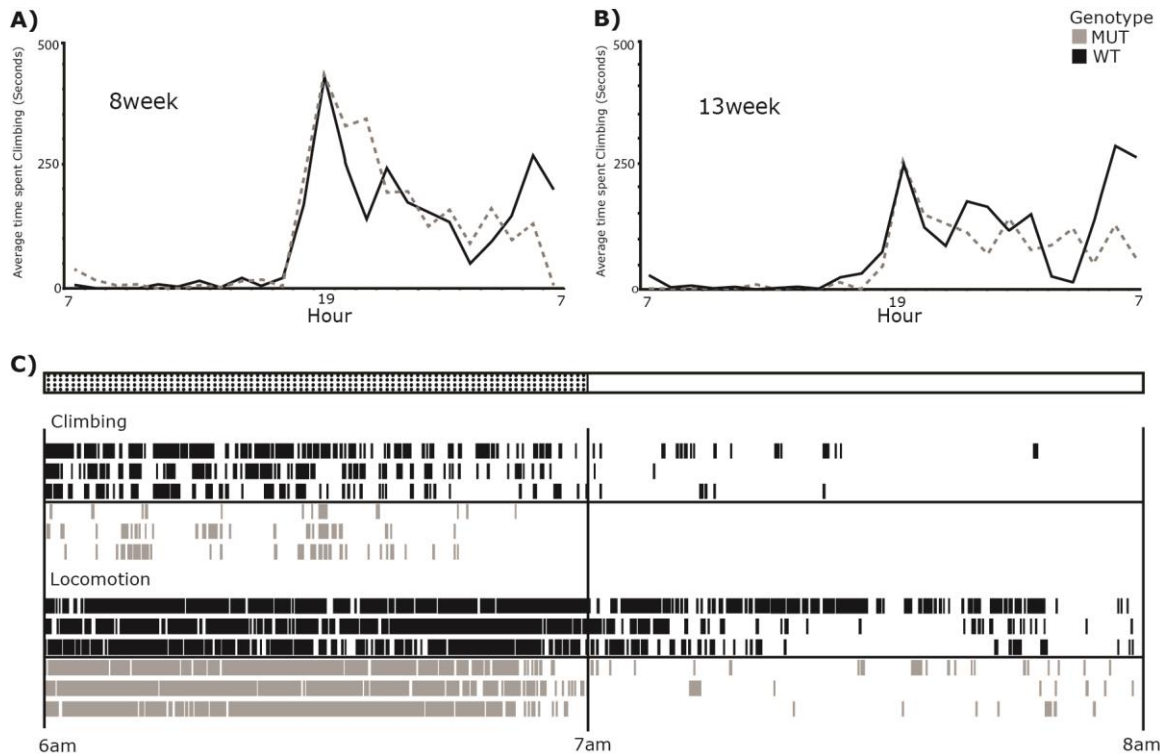 A)
Average time spent Climbing (Seconds)
500
250
0
8week
7
19
7
Hour
B)
Average time spent Climbing (Seconds)
500
250
0
13week
7
19
7
Hour
Genotype
MUT
WT
C)
Climbing
Locomotion
6am
7am
8am